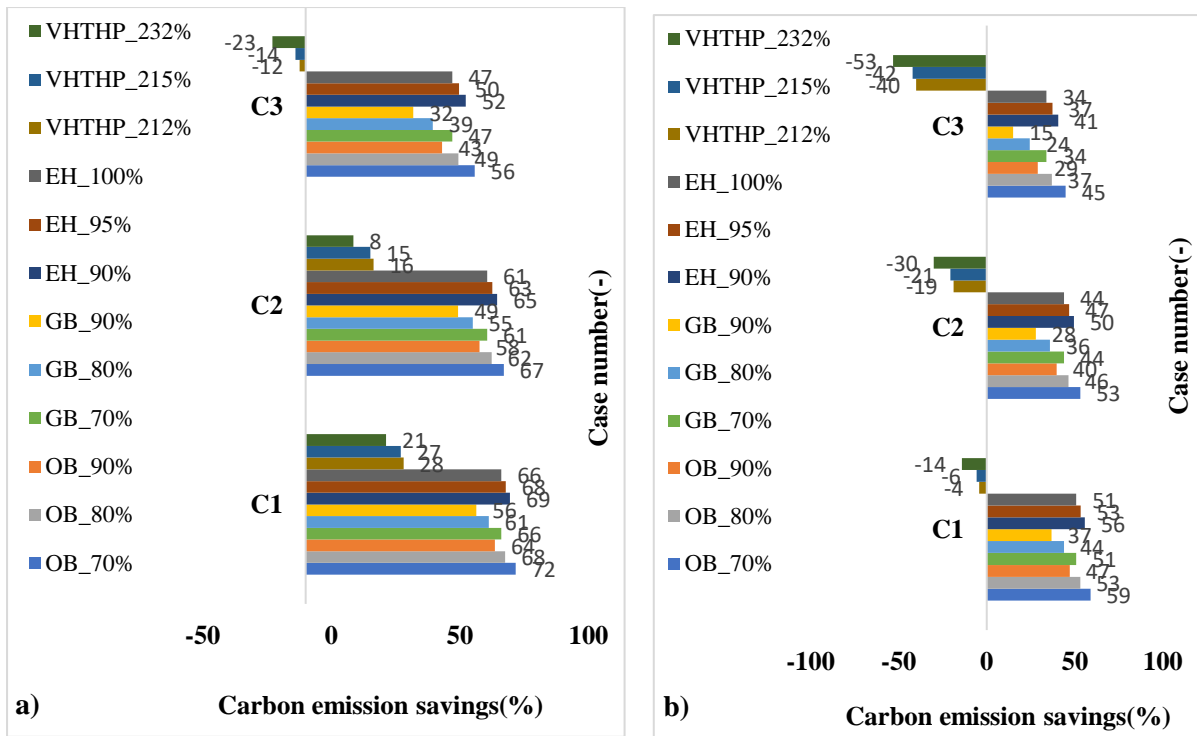 VHTHP_232%
VHTHP_215%
VHTHP_212%
EH_100%
EH_95%
EH_90%
GB_90%
GB_80%
GB_70%
OB_90%
OB_80%
OB_70%
C3
-23
-14
-12
47
50
52
32
39
47
43
49
56
C2
8
15
16
61
63
65
49
55
61
58
62
67
C1
21
27
28
66
68
69
56
61
66
64
68
72
Case number(-)
-50 0 50 100
a) Carbon emission savings(%)
VHTHP_232%
VHTHP_215%
VHTHP_212%
EH_100%
EH_95%
EH_90%
GB_90%
GB_80%
GB_70%
OB_90%
OB_80%
OB_70%
C3
-53
-42
-40
34
37
41
15
24
34
29
37
45
C2
-30
-21
-19
44
47
50
28
36
44
40
46
53
C1
-14
-6
-4
51
53
56
37
44
51
47
53
59
Case number(-)
-100 -50 0 50 100
b) Carbon emission savings(%)